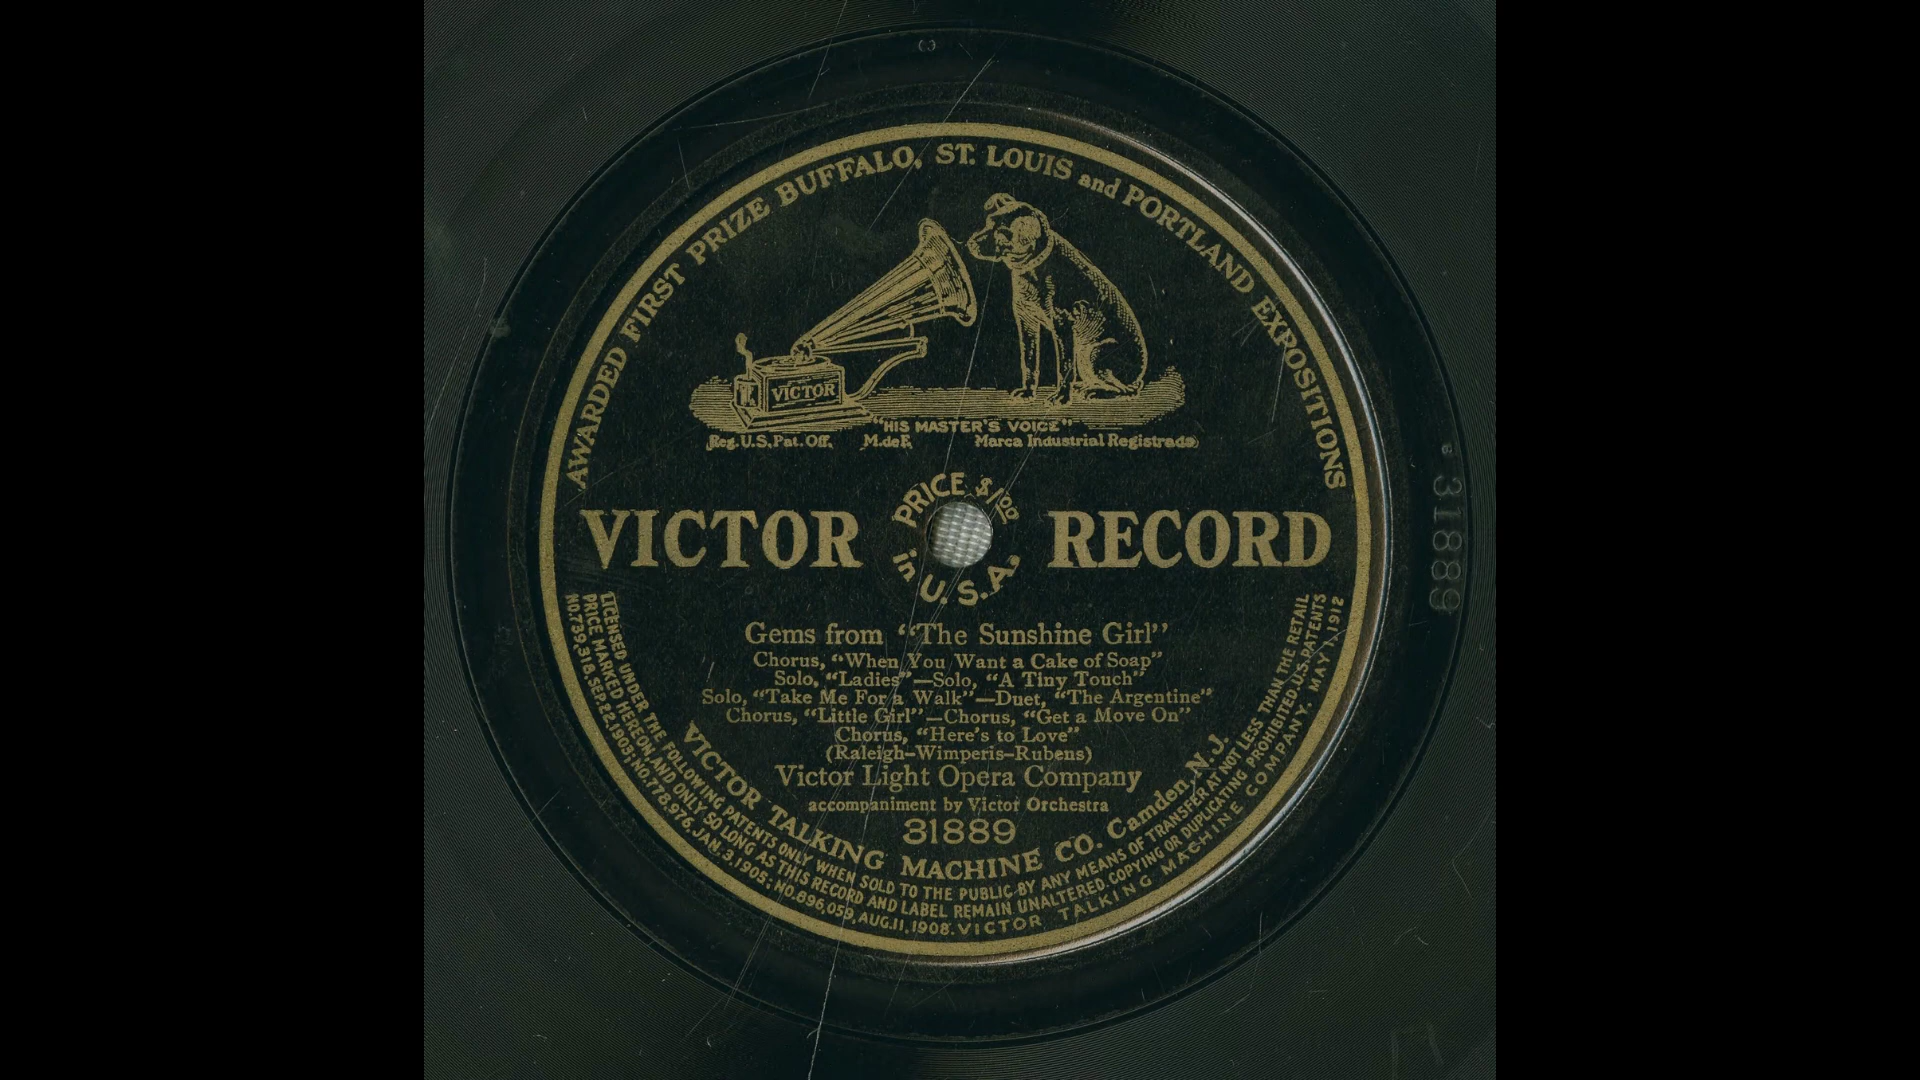 AWARDED FIRST PRIZE BUFFALO, ST. LOUIS and PORTLAND EXPOSITIONS
VICTOR
"HIS MASTER'S VOICE"
Reg. U.S. Pat. Off. M. de F. Marca Industrial Registrada
PRICE $1.00
VICTOR RECORD
in U.S.A.
31889
Gems from "The Sunshine Girl"
Chorus, "When You Want a Cake of Soap"
Solo, "Ladies"—Solo, "A Tiny Touch"
Solo, "Take Me For a Walk"—Duet, "The Argentine"
Chorus, "Little Girl"—Chorus, "Get a Move On"
Chorus, "Here's to Love"
(Raleigh-Wimperis-Rubens)
Victor Light Opera Company
accompaniment by Victor Orchestra
31889
VICTOR TALKING MACHINE CO. Camden, N.J.
LICENSED UNDER THE FOLLOWING PATENTS ONLY WHEN SOLD TO THE PUBLIC BY ANY MEANS OF TRANSFER AT NOT LESS THAN THE RETAIL
PRICE MARKED HEREON, AND ONLY SO LONG AS THIS RECORD AND LABEL REMAIN UNALTERED. COPYING OR DUPLICATING PROHIBITED. U.S. PATENTS
NO. 739,318, SEP. 22, 1903; NO. 778,976, JAN. 3, 1905; NO. 896,059, AUG. 11, 1908. VICTOR TALKING MACHINE COMPANY. MAY 1, 1912